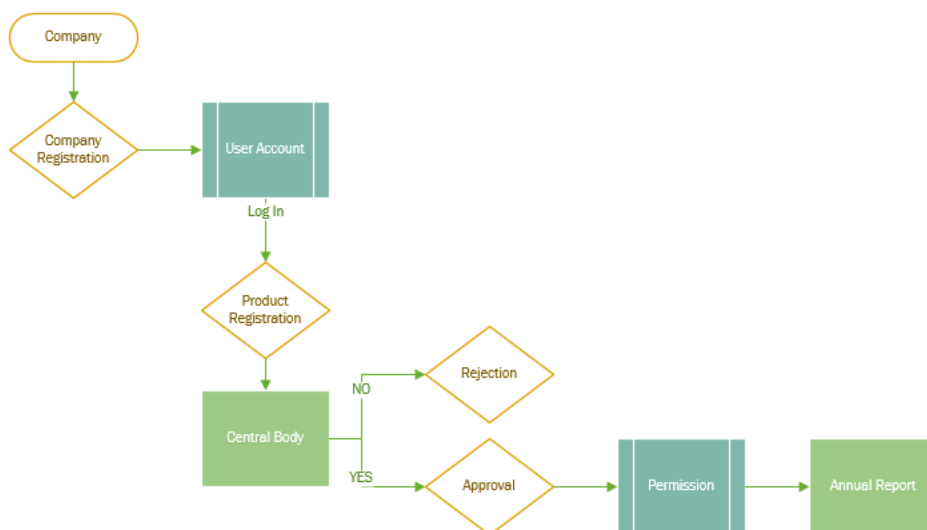 Company
Company
Registration
User Account
Log In
Product
Registration
Rejection
NO
Central Body
YES
Approval
Permission
Annual Report